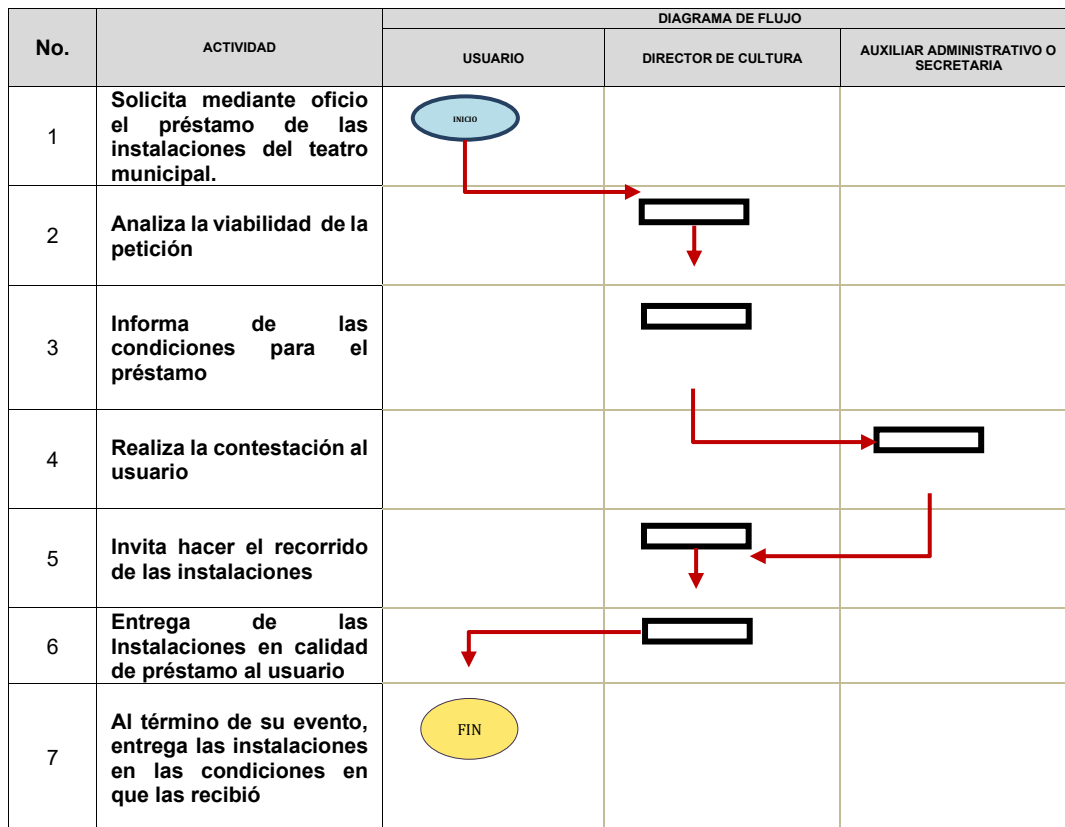 DIAGRAMA DE FLUJO
No.
ACTIVIDAD
USUARIO
DIRECTOR DE CULTURA
AUXILIAR ADMINISTRATIVO O
SECRETARIA
1
Solicita mediante oficio
el préstamo de las
instalaciones del teatro
municipal.
INICIO
2
Analiza la viabilidad de la
petición
3
Informa de las
condiciones para el
préstamo
4
Realiza la contestación al
usuario
5
Invita hacer el recorrido
de las instalaciones
6
Entrega de las
Instalaciones en calidad
de préstamo al usuario
7
Al término de su evento,
entrega las instalaciones
en las condiciones en
que las recibió
FIN